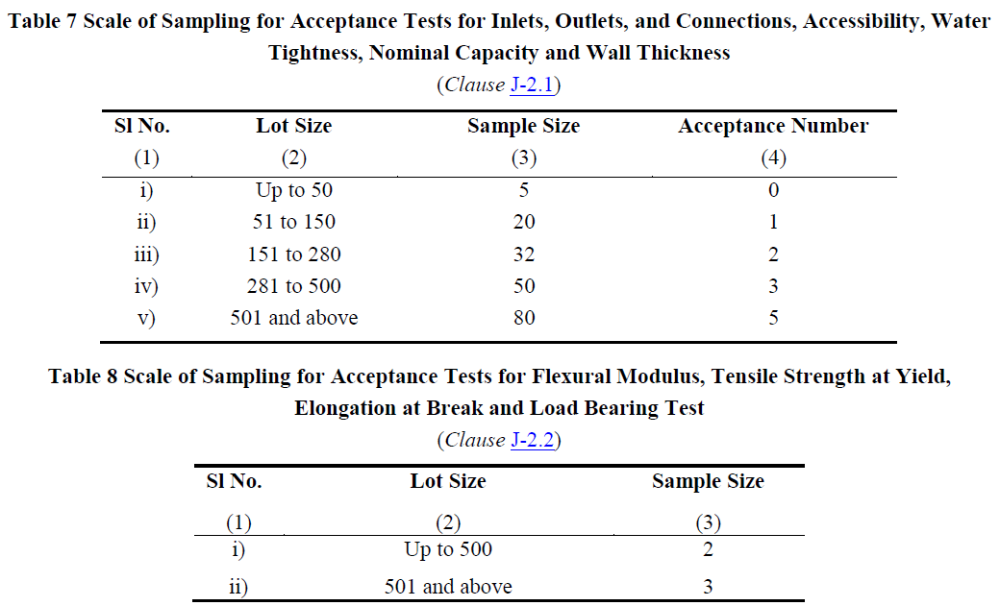 Table 7 Scale of Sampling for Acceptance Tests for Inlets, Outlets, and Connections, Accessibility, Water
Tightness, Nominal Capacity and Wall Thickness
(Clause J-2.1)
Sl No. Lot Size Sample Size Acceptance Number
(1) (2) (3) (4)
i) Up to 50 5 0
ii) 51 to 150 20 1
iii) 151 to 280 32 2
iv) 281 to 500 50 3
v) 501 and above 80 5
Table 8 Scale of Sampling for Acceptance Tests for Flexural Modulus, Tensile Strength at Yield,
Elongation at Break and Load Bearing Test
(Clause J-2.2)
Sl No. Lot Size Sample Size
(1) (2) (3)
i) Up to 500 2
ii) 501 and above 3